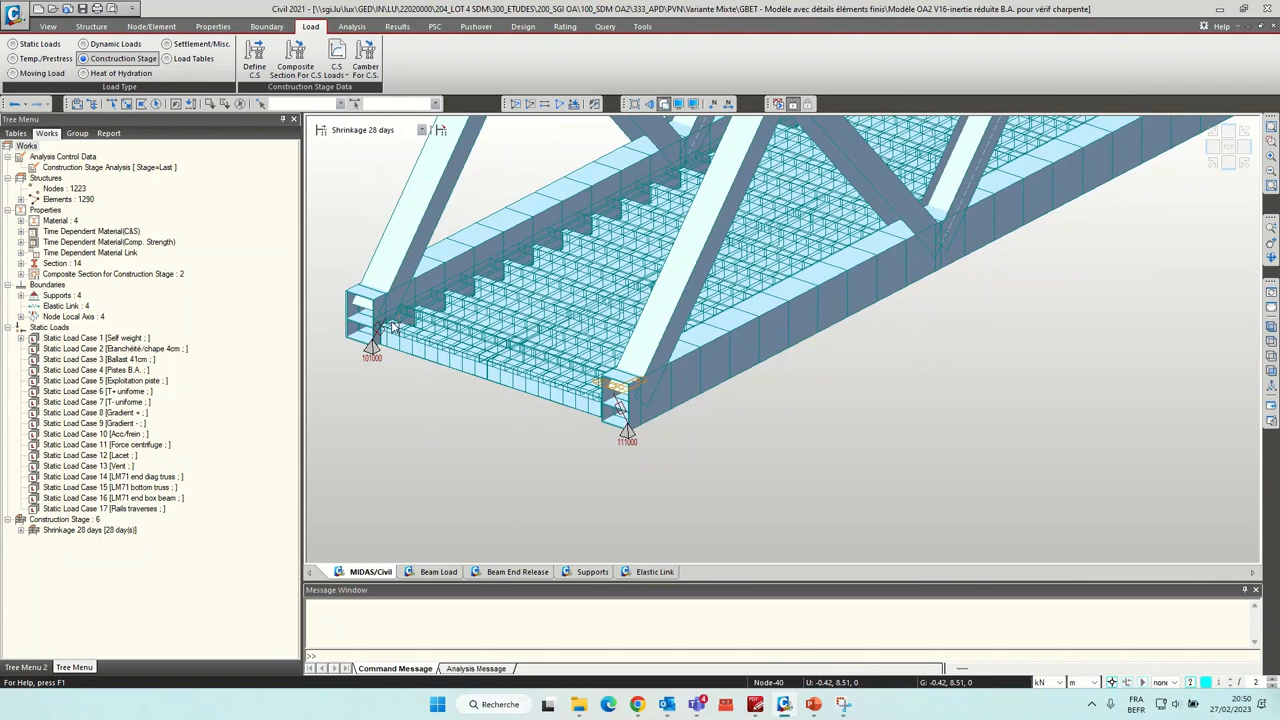 Civil 2021 - [\\sgi.lu\lux\GED\IN\LU\20220000\204_LOT 4 SDM\300_ETUDES\200_SGI OA\100_SDM OA2\333_APD\PVN\Variante Mixte\GBET - Modèle avec détails éléments finis\Modèle OA2 V16-inertie réduite B.A. pour vérif charpente]
View Structure Node/Element Properties Boundary Load Analysis Results PSC Pushover Design Rating Query Tools Help
Static Loads Dynamic Loads Settlement/Misc.
Temp./Prestress Construction Stage Load Tables
Moving Load Heat of Hydration
Define C.S
Composite Section For C.S
C.S Loads
Camber For C.S.
Load Type Construction Stage Data
Tree Menu
Tables Works Group Report
Shrinkage 28 days
TOP
Works
Analysis Control Data
Construction Stage Analysis [ Stage=Last ]
Structures
Nodes : 1223
Elements : 1290
Properties
Material : 4
Time Dependent Material(C&S)
Time Dependent Material(Comp. Strength)
Time Dependent Material Link
Section : 14
Composite Section for Construction Stage : 2
Boundaries
Supports : 4
Elastic Link : 4
Node Local Axis : 4
Static Loads
Static Load Case 1 [Self weight ; ]
Static Load Case 2 [Etanchéité/chape 4cm ; ]
Static Load Case 3 [Ballast 41cm ; ]
Static Load Case 4 [Pistes B.A. ; ]
Static Load Case 5 [Exploitation piste ; ]
Static Load Case 6 [T+ uniforme ; ]
Static Load Case 7 [T- uniforme ; ]
Static Load Case 8 [Gradient + ; ]
Static Load Case 9 [Gradient - ; ]
Static Load Case 10 [Acc/frein ; ]
Static Load Case 11 [Force centrifuge ; ]
Static Load Case 12 [Lacet ; ]
Static Load Case 13 [Vent ; ]
Static Load Case 14 [LM71 end diag truss ; ]
Static Load Case 15 [LM71 bottom truss ; ]
Static Load Case 16 [LM71 end box beam ; ]
Static Load Case 17 [Rails traverses ; ]
Construction Stage : 6
Shrinkage 28 days [28 day(s)]
101000
111000
MIDAS/Civil Beam Load Beam End Release Supports Elastic Link
Message Window
>>
Tree Menu 2 Tree Menu
Command Message Analysis Message
For Help, press F1
Node-40 U: -0.42, 8.51, 0 G: -0.42, 8.51, 0 kN m none 1 / 2
Recherche
FRA
BEFR
20:50
27/02/2023